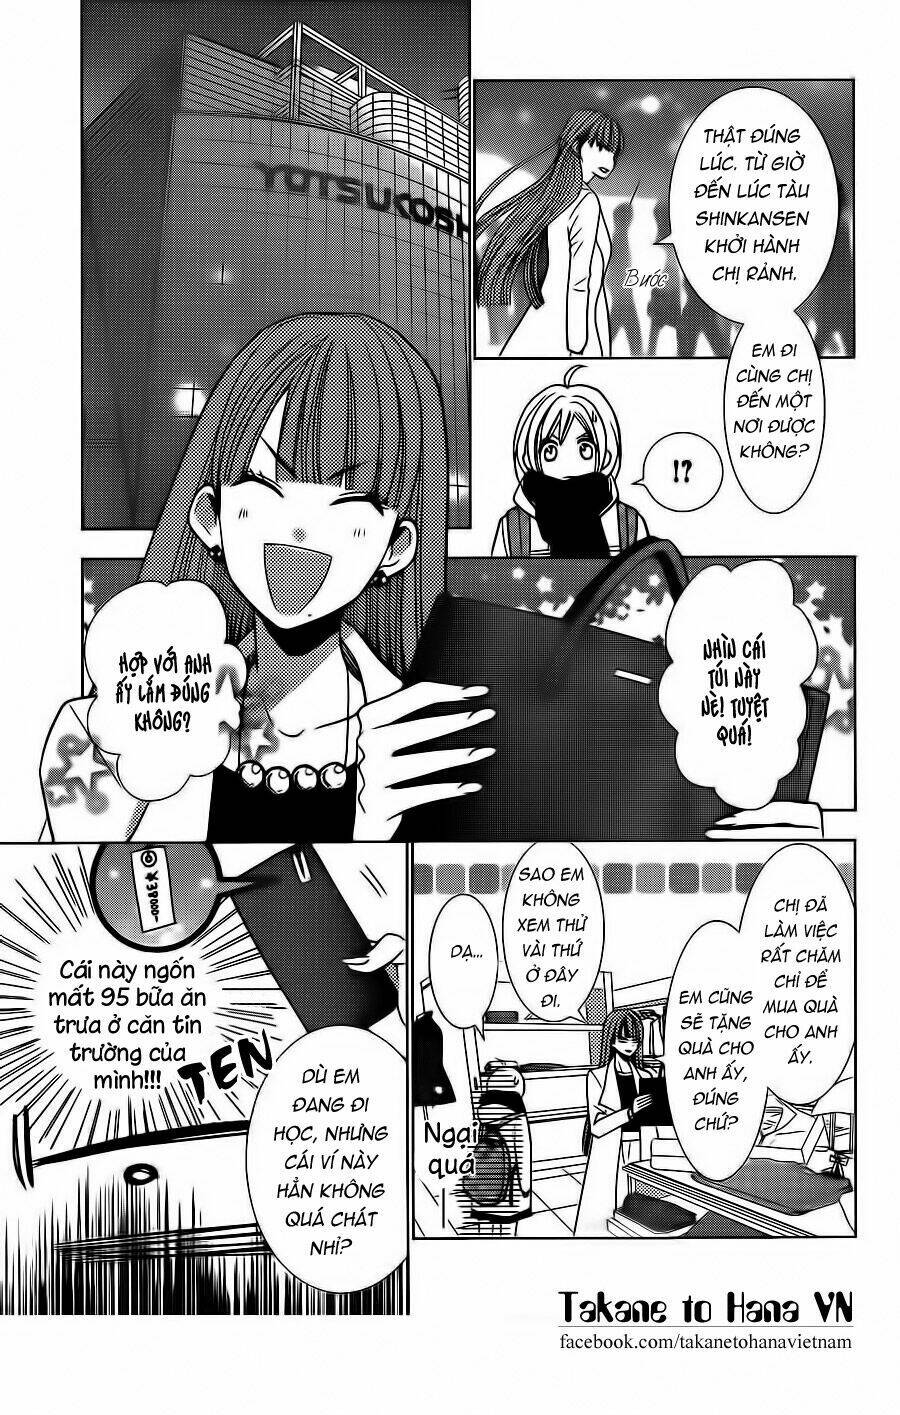 THẬT ĐÚNG
LÚC. TỪ GIỜ
ĐẾN LÚC TÀU
SHINKANSEN
KHỞI HÀNH
CHỊ RẢNH.
Bước
EM ĐI
CÙNG CHỊ
ĐẾN MỘT
NƠI ĐƯỢC
KHÔNG?
!?
YOTSUKOSH
NHÌN CÁI
TÚI NÀY
NÈ! TUYỆT
QUÁ!
HỢP VỚI ANH
ẤY LẮM ĐÚNG
KHÔNG?
CHỊ ĐÃ
LÀM VIỆC
RẤT CHĂM
CHỈ ĐỂ
MUA QUÀ
CHO ANH
ẤY.
EM CŨNG
SẼ TẶNG
QUÀ CHO
ANH ẤY,
ĐÚNG
CHỨ?
SAO EM
KHÔNG
XEM THỬ
VÀI THỨ
Ở ĐÂY
ĐI.
DẠ...
Ngại
quá
Cái này ngốn
mất 95 bữa ăn
trưa ở căn tin
trường của
mình!!!
TEN
DÙ EM
ĐANG ĐI
HỌC, NHƯNG
CÁI VÍ NÀY
HẲN KHÔNG
QUÁ CHÁT
NHỈ?
Takane to Hana VN
facebook.com/takanetohanavietnam